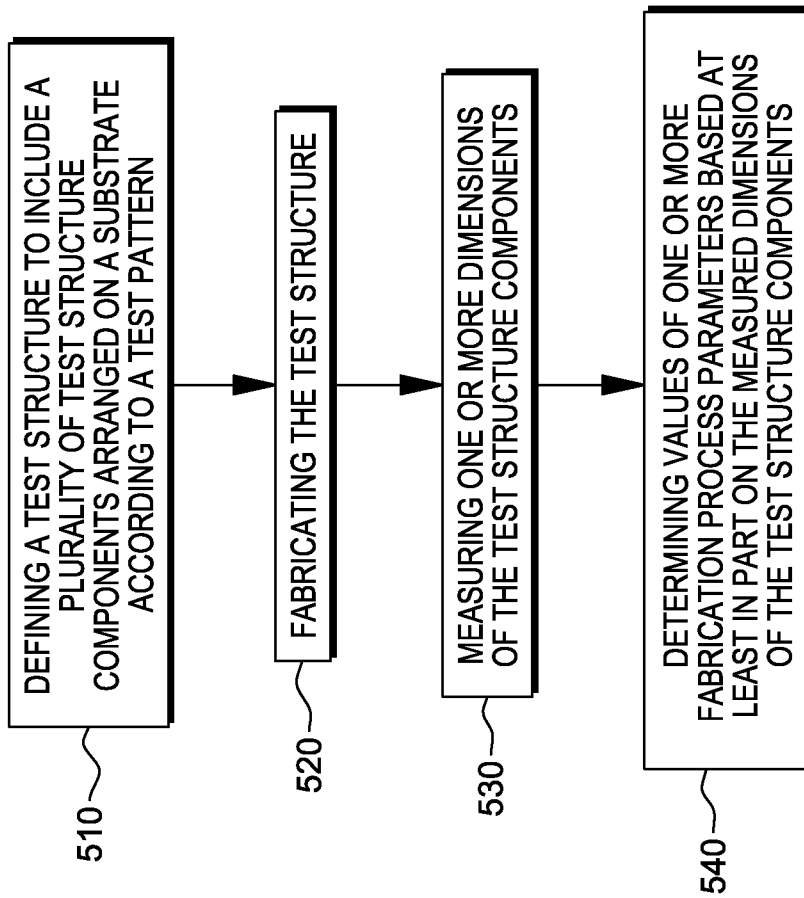 510
DEFINING A TEST STRUCTURE TO INCLUDE A
PLURALITY OF TEST STRUCTURE
COMPONENTS ARRANGED ON A SUBSTRATE
ACCORDING TO A TEST PATTERN
520
FABRICATING THE TEST STRUCTURE
530
MEASURING ONE OR MORE DIMENSIONS
OF THE TEST STRUCTURE COMPONENTS
540
DETERMINING VALUES OF ONE OR MORE
FABRICATION PROCESS PARAMETERS BASED AT
LEAST IN PART ON THE MEASURED DIMENSIONS
OF THE TEST STRUCTURE COMPONENTS